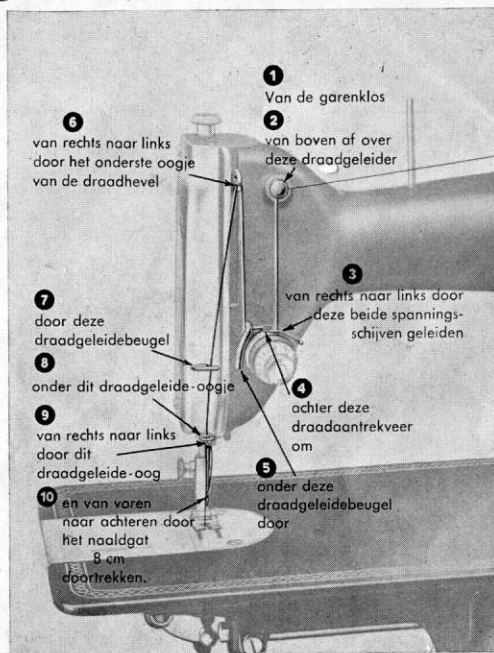 1
Van de garenklos
2
van boven af over
deze draadgeleider
3
van rechts naar links door
deze beide spannings-
schijven geleiden
4
achter deze
draadaantrekveer
om
5
onder deze
draadgeleidebeugel
door
6
van rechts naar links
door het onderste oogje
van de draadhevel
7
door deze
draadgeleidebeugel
8
onder dit draadgeleide-oogje
9
van rechts naar links
door dit
draadgeleide-oog
10 en van voren
naar achteren door
het naaldgat
8 cm
doortrekken.